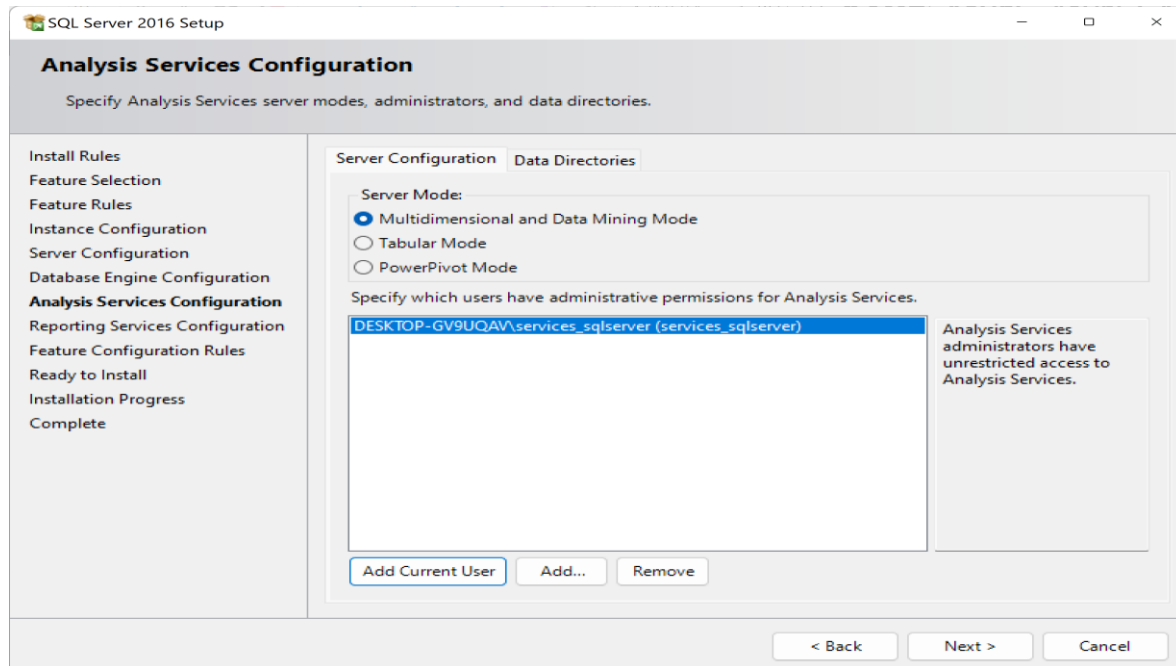 SQL Server 2016 Setup
Analysis Services Configuration
Specify Analysis Services server modes, administrators, and data directories.
Install Rules
Feature Selection
Feature Rules
Instance Configuration
Server Configuration
Database Engine Configuration
Analysis Services Configuration
Reporting Services Configuration
Feature Configuration Rules
Ready to Install
Installation Progress
Complete
Server Configuration
Data Directories
Server Mode:
Multidimensional and Data Mining Mode
Tabular Mode
PowerPivot Mode
Specify which users have administrative permissions for Analysis Services.
DESKTOP-GV9UQAV\services_sqlserver (services_sqlserver)
Analysis Services
administrators have
unrestricted access to
Analysis Services.
Add Current User
Add...
Remove
< Back
Next >
Cancel